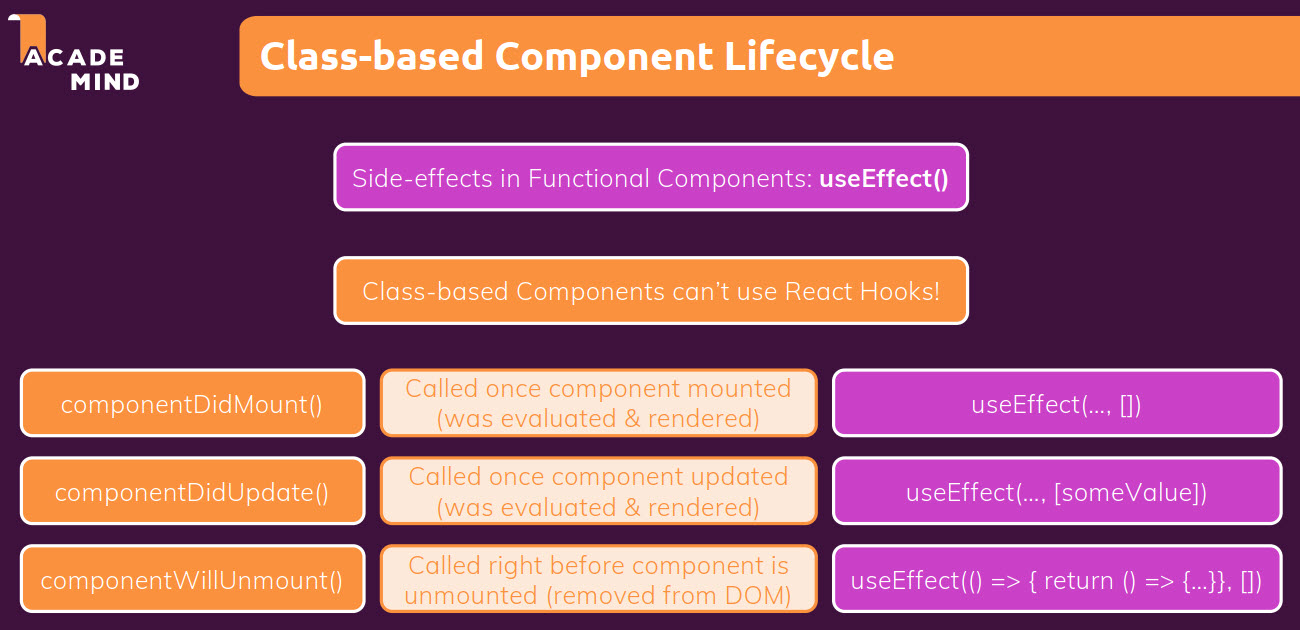 ACADE
MIND
Class-based Component Lifecycle
Side-effects in Functional Components: useEffect()
Class-based Components can’t use React Hooks!
componentDidMount()
Called once component mounted
(was evaluated & rendered)
useEffect(…, [])
componentDidUpdate()
Called once component updated
(was evaluated & rendered)
useEffect(…, [someValue])
componentWillUnmount()
Called right before component is
unmounted (removed from DOM)
useEffect(() => { return () => {…}}, [])